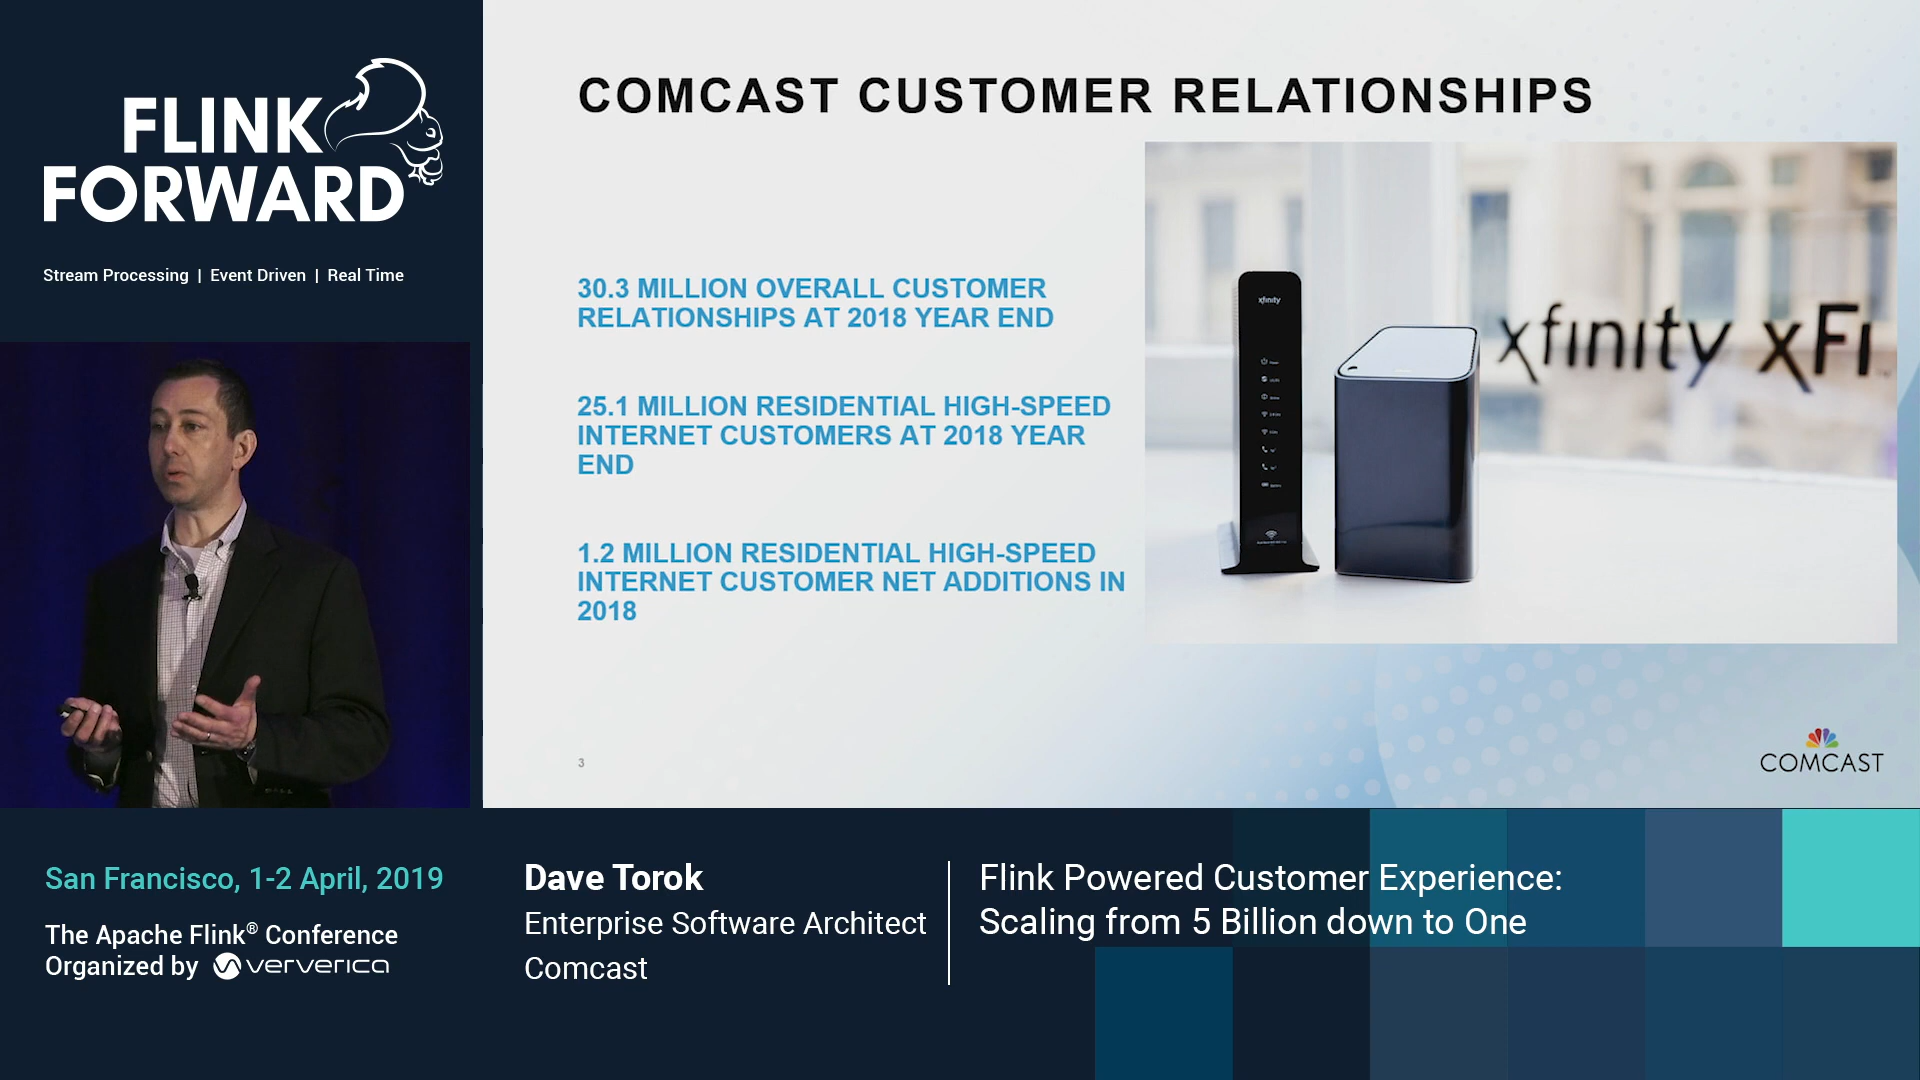 FLINK
FORWARD
Stream Processing | Event Driven | Real Time
COMCAST CUSTOMER RELATIONSHIPS
30.3 MILLION OVERALL CUSTOMER
RELATIONSHIPS AT 2018 YEAR END
25.1 MILLION RESIDENTIAL HIGH-SPEED
INTERNET CUSTOMERS AT 2018 YEAR
END
1.2 MILLION RESIDENTIAL HIGH-SPEED
INTERNET CUSTOMER NET ADDITIONS IN
2018
xfinity
xfinity xFi
3
COMCAST
San Francisco, 1-2 April, 2019
The Apache Flink® Conference
Organized by ververica
Dave Torok
Enterprise Software Architect
Comcast
Flink Powered Customer Experience:
Scaling from 5 Billion down to One